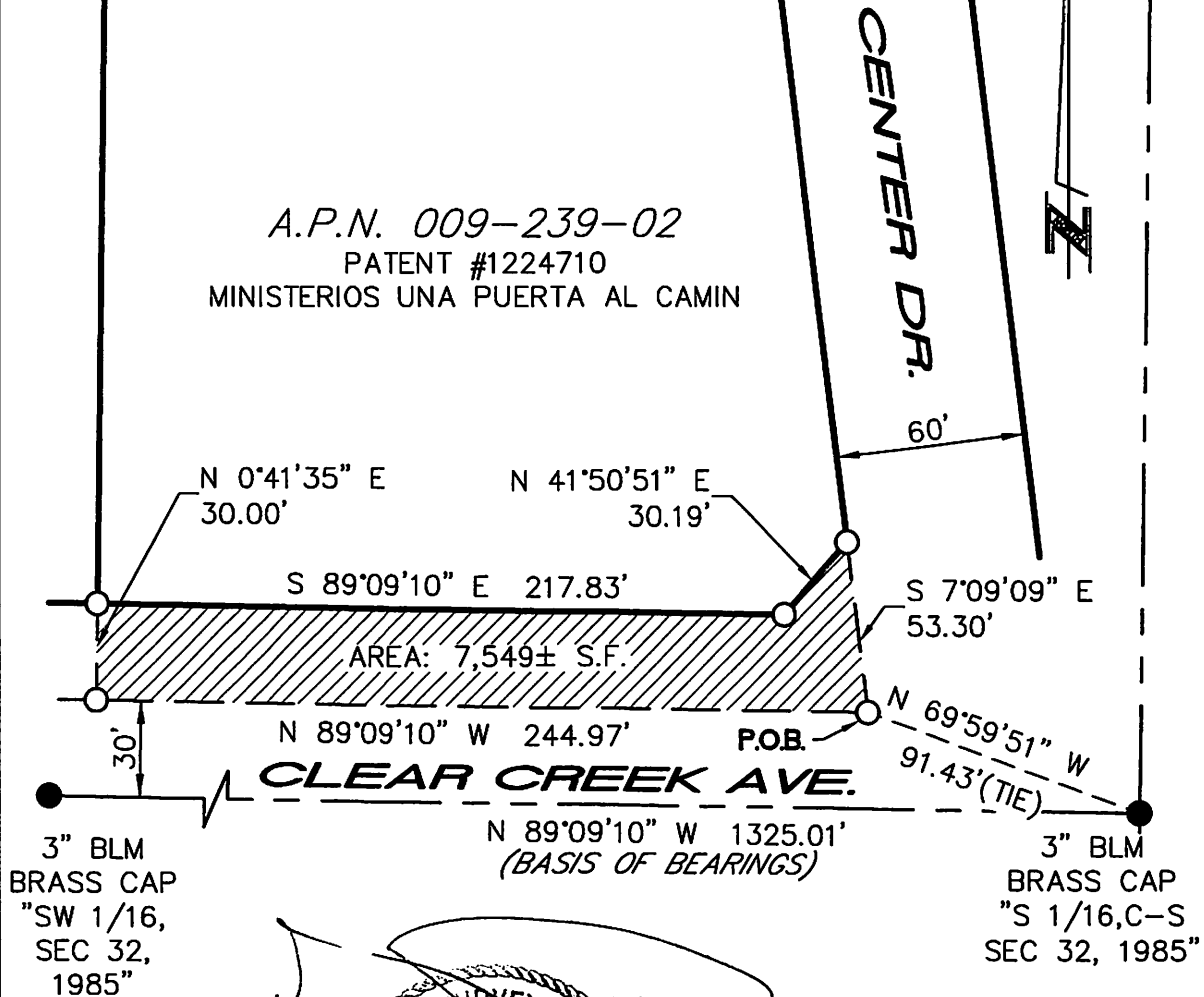 CENTER DR.
N
A.P.N. 009-239-02
PATENT #1224710
MINISTERIOS UNA PUERTA AL CAMIN
60'
N 0°41'35" E
30.00'
N 41°50'51" E
30.19'
S 89°09'10" E 217.83'
S 7°09'09" E
53.30'
AREA: 7,549± S.F.
N 89°09'10" W 244.97'
P.O.B.
N 69°59'51" W
91.43'(TIE)
30'
CLEAR CREEK AVE.
N 89°09'10" W 1325.01'
(BASIS OF BEARINGS)
3" BLM
BRASS CAP
"SW 1/16,
SEC 32,
1985"
3" BLM
BRASS CAP
"S 1/16,C-S
SEC 32, 1985"